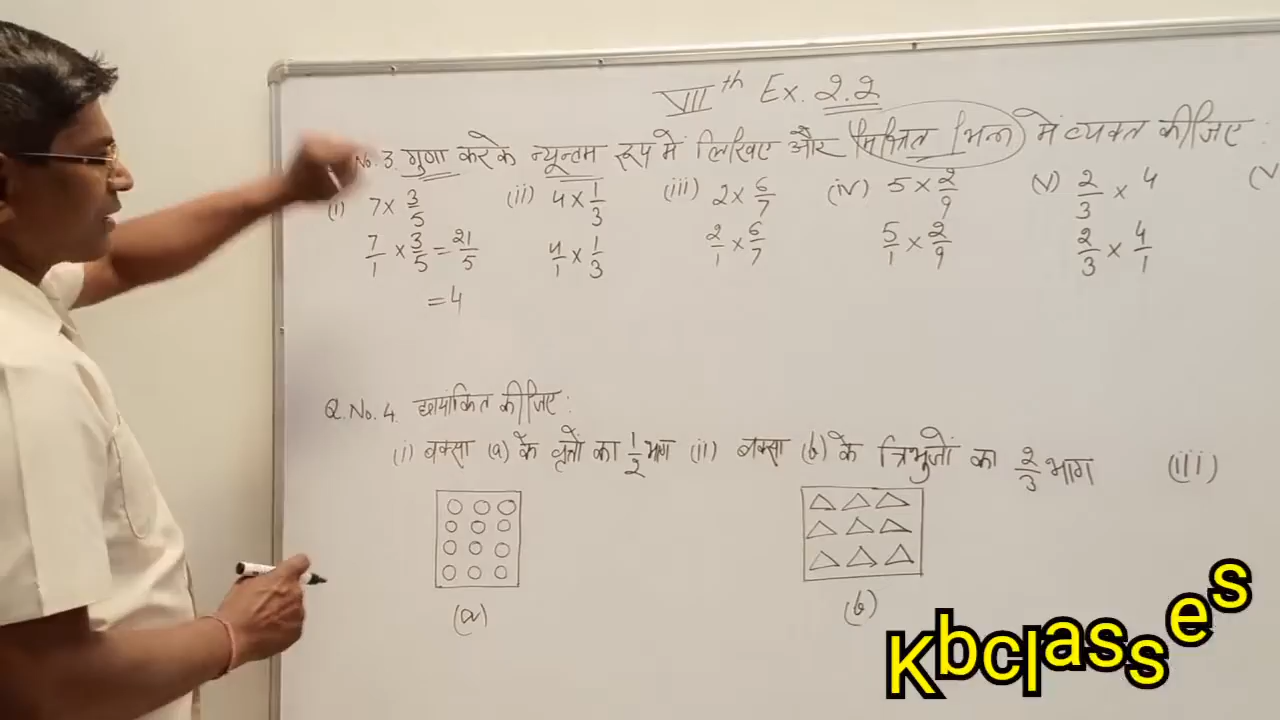 VII th Ex. 2.2
No. 3. गुणा करके न्यून्तम रूप में लिखिए और मिश्रित भिन्न में व्यक्त कीजिए :
(i) 7 × 3/5 (ii) 4 × 1/3 (iii) 2 × 6/7 (iv) 5 × 2/9 (v) 2/3 × 4 (v
7/1 × 3/5 = 21/5 4/1 × 1/3 2/1 × 6/7 5/1 × 2/9 2/3 × 4/1
= 4
Q. No. 4. छायांकित कीजिए :
(i) बक्सा (a) के वृत्तों का 1/2 भाग (ii) बक्सा (b) के त्रिभुजों का 2/3 भाग (iii)
(a) (b)
Kbclasses